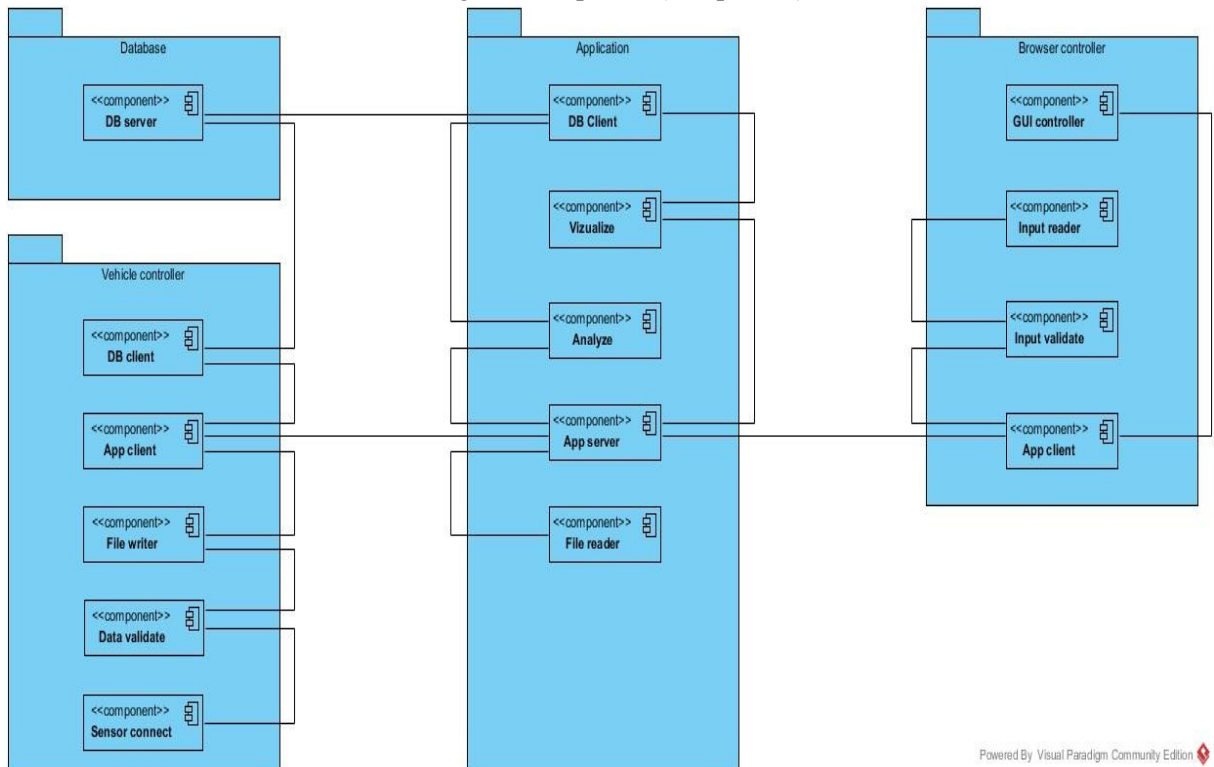 Database
<<component>>
DB server
Vehicle controller
<<component>>
DB client
<<component>>
App client
<<component>>
File writer
<<component>>
Data validate
<<component>>
Sensor connect
Application
<<component>>
DB Client
<<component>>
Vizualize
<<component>>
Analyze
<<component>>
App server
<<component>>
File reader
Browser controller
<<component>>
GUI controller
<<component>>
Input reader
<<component>>
Input validate
<<component>>
App client
Powered By Visual Paradigm Community Edition